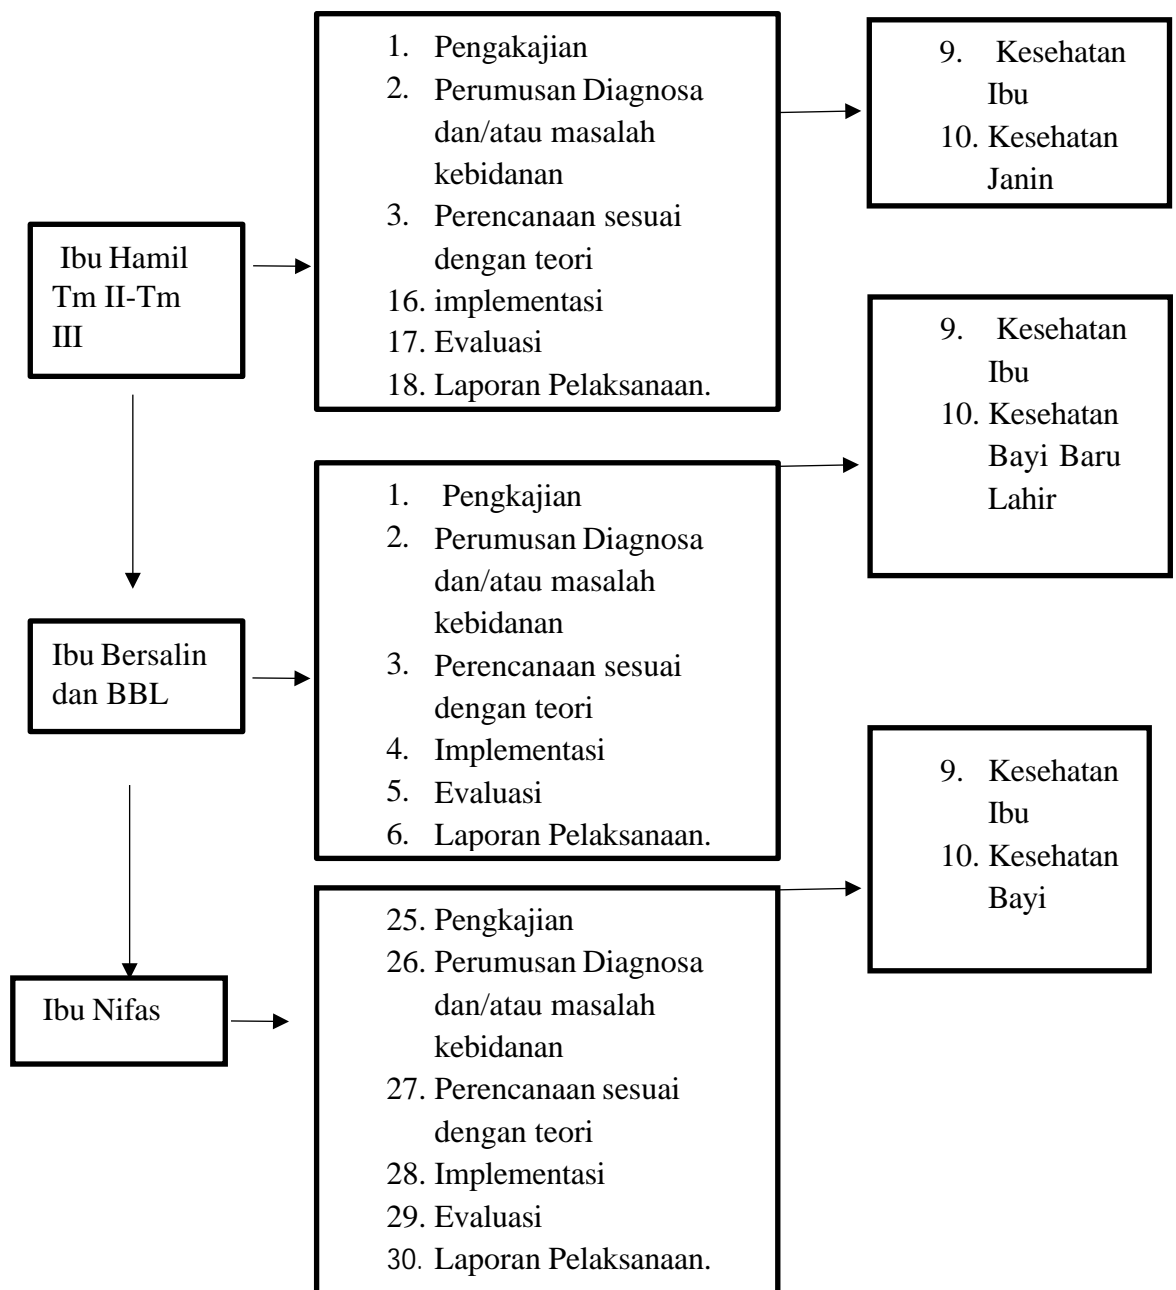 Ibu Hamil
Tm II-Tm
III
1. Pengakajian
2. Perumusan Diagnosa
dan/atau masalah
kebidanan
3. Perencanaan sesuai
dengan teori
16. implementasi
17. Evaluasi
18. Laporan Pelaksanaan.
9. Kesehatan
Ibu
10. Kesehatan
Janin
Ibu Bersalin
dan BBL
1. Pengkajian
2. Perumusan Diagnosa
dan/atau masalah
kebidanan
3. Perencanaan sesuai
dengan teori
4. Implementasi
5. Evaluasi
6. Laporan Pelaksanaan.
9. Kesehatan
Ibu
10. Kesehatan
Bayi Baru
Lahir
Ibu Nifas
25. Pengkajian
26. Perumusan Diagnosa
dan/atau masalah
kebidanan
27. Perencanaan sesuai
dengan teori
28. Implementasi
29. Evaluasi
30. Laporan Pelaksanaan.
9. Kesehatan
Ibu
10. Kesehatan
Bayi